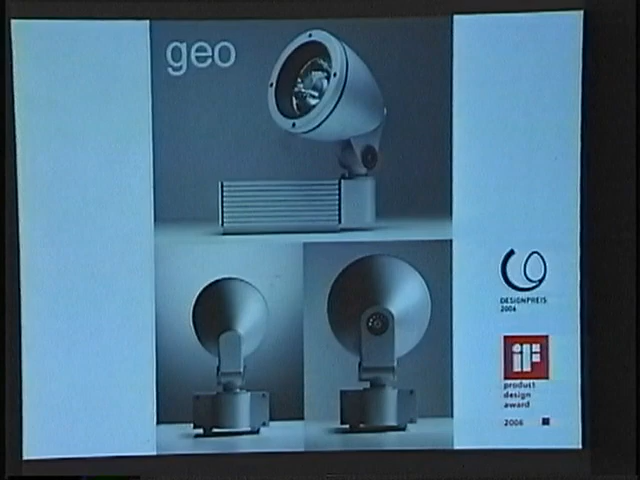 geo
DESIGNPREIS
2006
iF
product
design
award
2006